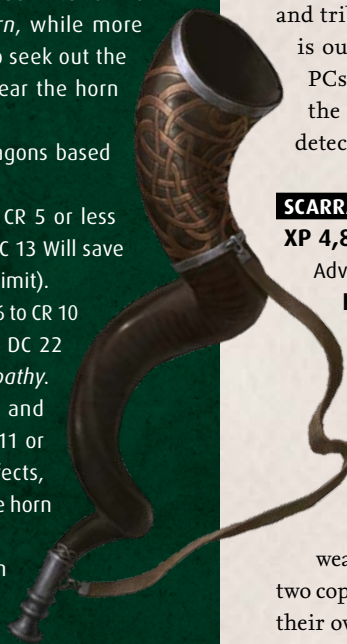 rn, while more
o seek out the
ear the horn
agons based
CR 5 or less
C 13 Will save
imit).
6 to CR 10
DC 22
pathy.
and
11 or
fects,
e horn
n
and trib
is ou
PCs
the
detec
SCARR
XP 4,8
Adv
wea
two cop
their ov